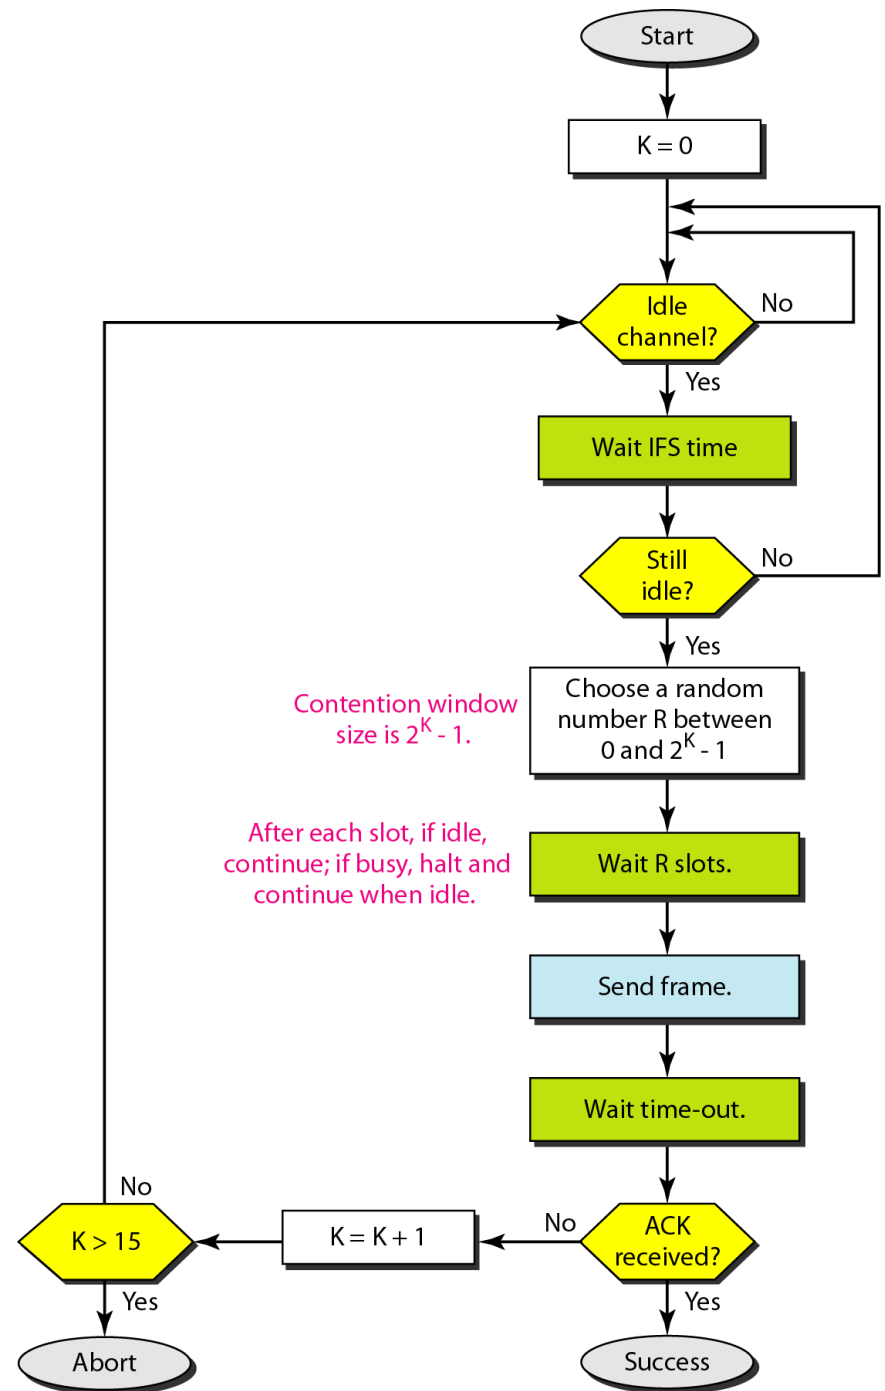 Start
K = 0
Idle
channel?
No
Yes
Wait IFS time
Still
idle?
No
Yes
Contention window
size is 2^K - 1.
Choose a random
number R between
0 and 2^K - 1
After each slot, if idle,
continue; if busy, halt and
continue when idle.
Wait R slots.
Send frame.
Wait time-out.
ACK
received?
No
Yes
K = K + 1
K > 15
No
Yes
Abort
Success